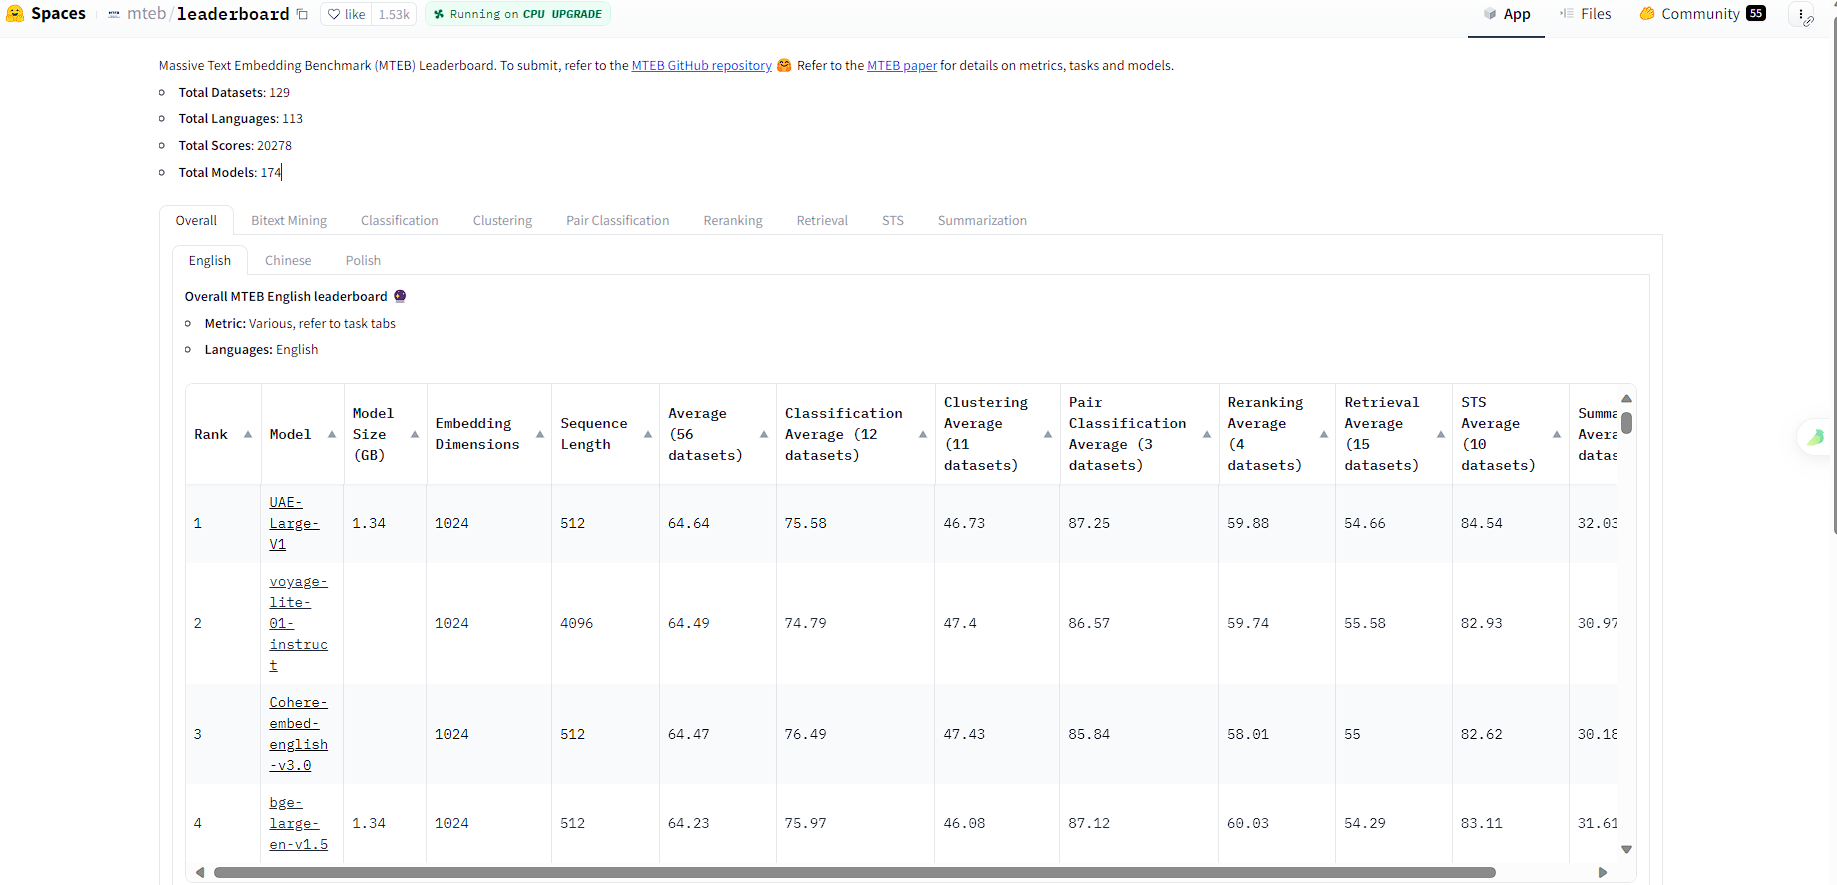 Spaces mteb/leaderboard like 1.53k Running on CPU UPGRADE App Files Community 55
Massive Text Embedding Benchmark (MTEB) Leaderboard. To submit, refer to the MTEB GitHub repository 🤗 Refer to the MTEB paper for details on metrics, tasks and models.
Total Datasets: 129
Total Languages: 113
Total Scores: 20278
Total Models: 174
Overall Bitext Mining Classification Clustering Pair Classification Reranking Retrieval STS Summarization
English Chinese Polish
Overall MTEB English leaderboard 🔮
Metric: Various, refer to task tabs
Languages: English
Rank Model Model Size (GB) Embedding Dimensions Sequence Length Average (56 datasets) Classification Average (12 datasets) Clustering Average (11 datasets) Pair Classification Average (3 datasets) Reranking Average (4 datasets) Retrieval Average (15 datasets) STS Average (10 datasets) Summa Avera datas
1 UAE-Large-V1 1.34 1024 512 64.64 75.58 46.73 87.25 59.88 54.66 84.54 32.03
2 voyage-lite-01-instruct 1024 4096 64.49 74.79 47.4 86.57 59.74 55.58 82.93 30.97
3 Cohere-embed-english-v3.0 1024 512 64.47 76.49 47.43 85.84 58.01 55 82.62 30.18
4 bge-large-en-v1.5 1.34 1024 512 64.23 75.97 46.08 87.12 60.03 54.29 83.11 31.61